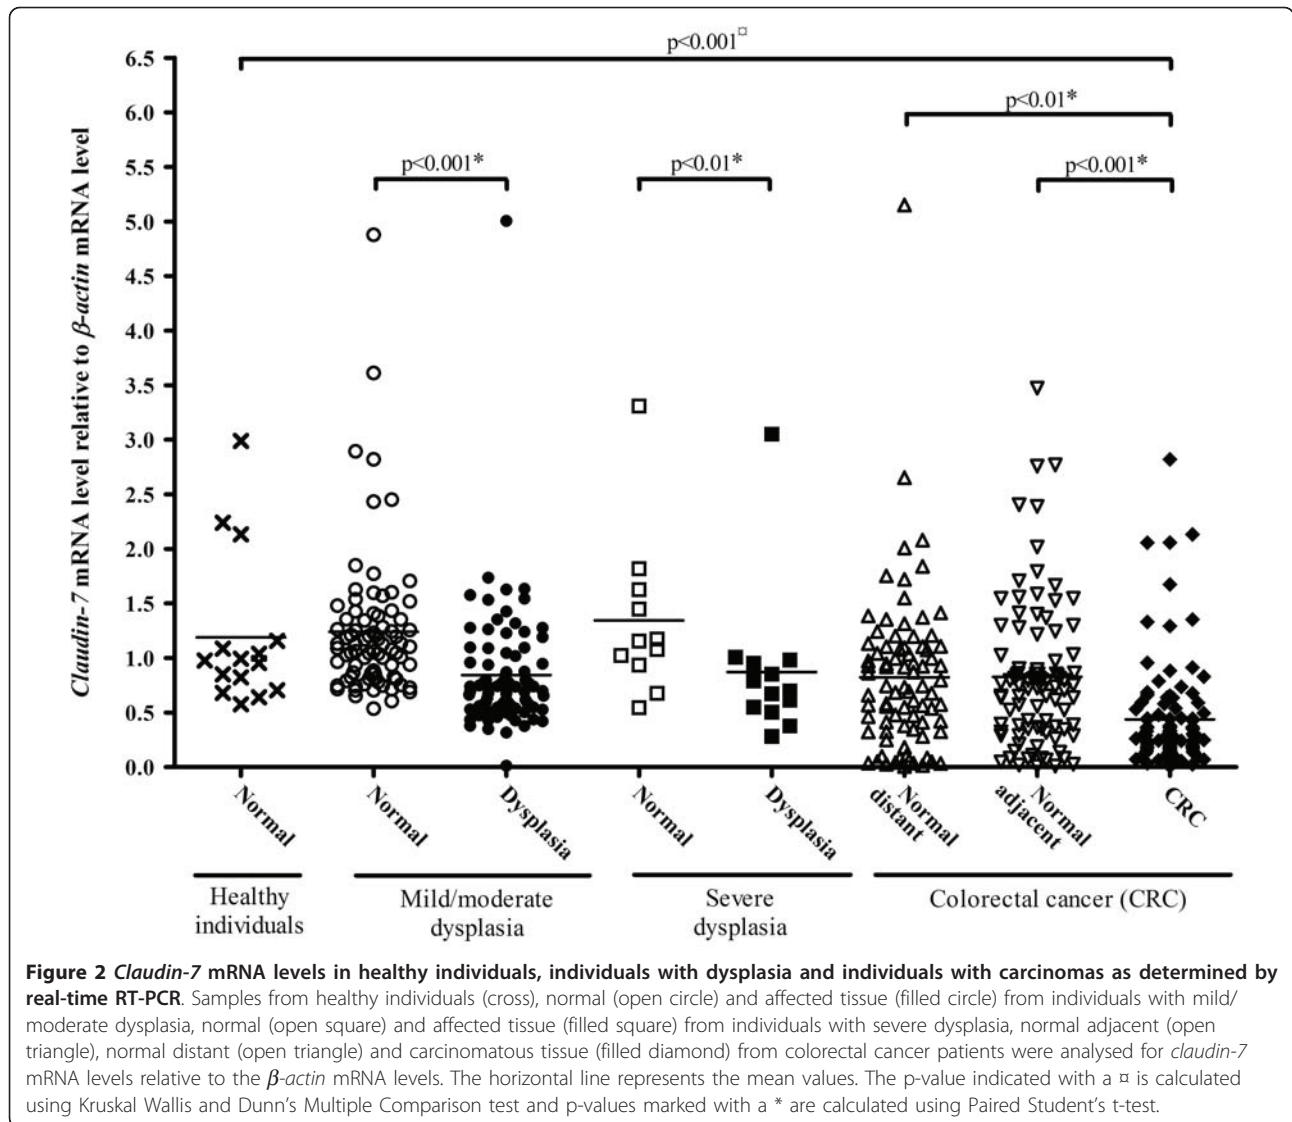 p<0.001¤
6.5
p<0.01*
6.0
p<0.001*
p<0.01*
p<0.001*
5.5
5.0
4.5
4.0
3.5
3.0
2.5
2.0
1.5
1.0
0.5
0.0
Claudin-7 mRNA level relative to β-actin mRNA level
Normal
Normal
Dysplasia
Normal
Dysplasia
Normal
distant
Normal
adjacent
CRC
Healthy
individuals
Mild/moderate
dysplasia
Severe
dysplasia
Colorectal cancer (CRC)
Figure 2 Claudin-7 mRNA levels in healthy individuals, individuals with dysplasia and individuals with carcinomas as determined by
real-time RT-PCR. Samples from healthy individuals (cross), normal (open circle) and affected tissue (filled circle) from individuals with mild/
moderate dysplasia, normal (open square) and affected tissue (filled square) from individuals with severe dysplasia, normal adjacent (open
triangle), normal distant (open triangle) and carcinomatous tissue (filled diamond) from colorectal cancer patients were analysed for claudin-7
mRNA levels relative to the β-actin mRNA levels. The horizontal line represents the mean values. The p-value indicated with a ¤ is calculated
using Kruskal Wallis and Dunn's Multiple Comparison test and p-values marked with a * are calculated using Paired Student's t-test.